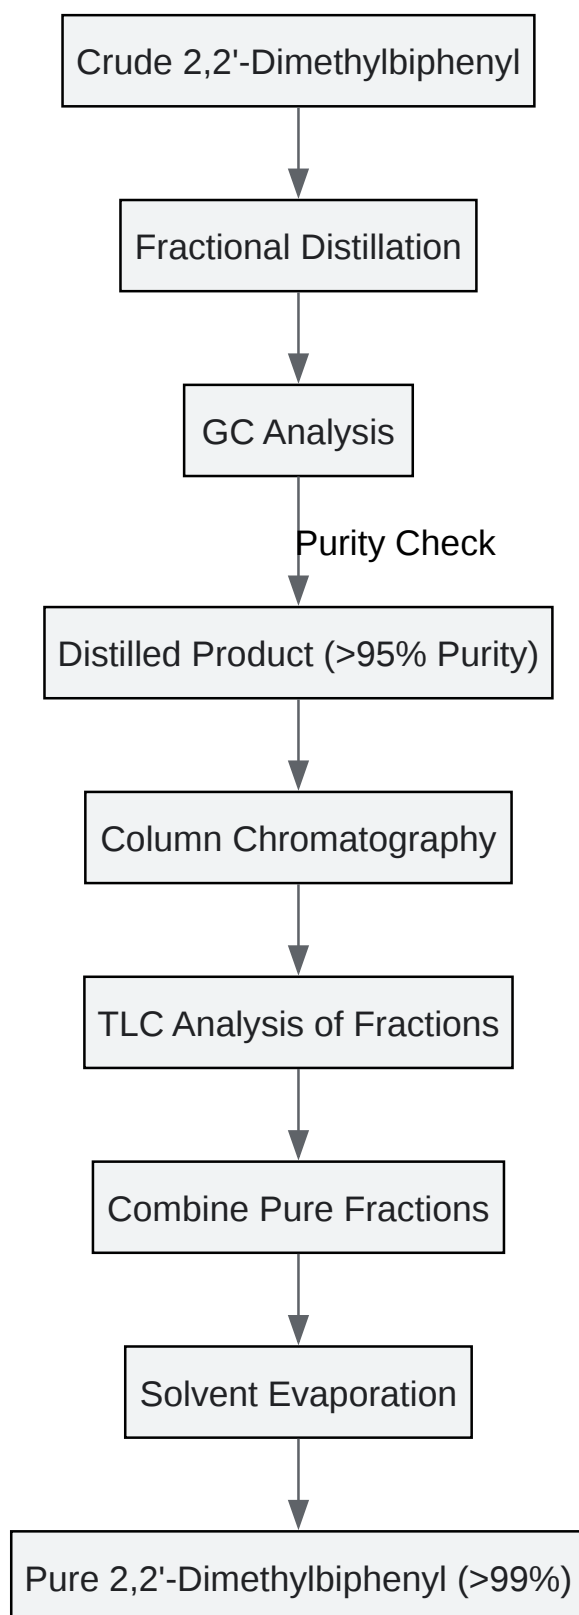 Crude 2,2'-Dimethylbiphenyl
Fractional Distillation
GC Analysis
Purity Check
Distilled Product (>95% Purity)
Column Chromatography
TLC Analysis of Fractions
Combine Pure Fractions
Solvent Evaporation
Pure 2,2'-Dimethylbiphenyl (>99%)